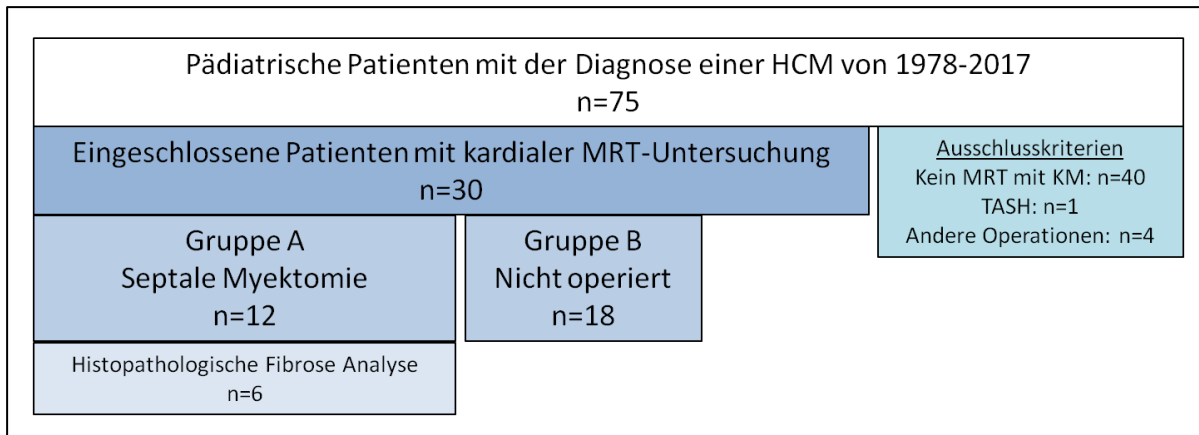 Pädiatrische Patienten mit der Diagnose einer HCM von 1978-2017
n=75
Eingeschlossene Patienten mit kardialer MRT-Untersuchung
n=30
Ausschlusskriterien
Kein MRT mit KM: n=40
TASH: n=1
Andere Operationen: n=4
Gruppe A
Septale Myektomie
n=12
Gruppe B
Nicht operiert
n=18
Histopathologische Fibrose Analyse
n=6